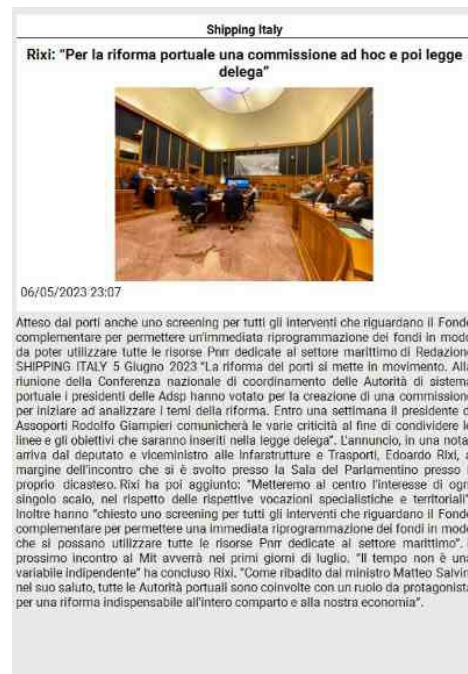 Shipping Italy
Rixi: “Per la riforma portuale una commissione ad hoc e poi legge
delega”
06/05/2023 23:07
Atteso dai porti anche uno screening per tutti gli interventi che riguardano il Fondo
complementare per permettere un'immediata riprogrammazione dei fondi in modo
da poter utilizzare tutte le risorse Pnrr dedicate al settore marittimo di Redazione
SHIPPING ITALY 5 Giugno 2023 “La riforma dei porti si mette in movimento. Alla
riunione della Conferenza nazionale di coordinamento delle Autorità di sistema
portuale i presidenti delle Adsp hanno votato per la creazione di una commissione
per iniziare ad analizzare i temi della riforma. Entro una settimana il presidente di
Assoporti Rodolfo Giampieri comunicherà le varie criticità al fine di condividere le
linee e gli obiettivi che saranno inseriti nella legge delega”. L'annuncio, in una nota,
arriva dal deputato e viceministro alle Infarstrutture e Trasporti, Edoardo Rixi, a
margine dell'incontro che si è svolto presso la Sala del Parlamentino presso il
proprio dicastero. Rixi ha poi aggiunto: “Metteremo al centro l'interesse di ogni
singolo scalo, nel rispetto delle rispettive vocazioni specialistiche e territoriali”.
Inoltre hanno “chiesto uno screening per tutti gli interventi che riguardano il Fondo
complementare per permettere una immediata riprogrammazione dei fondi in modo
che si possano utilizzare tutte le risorse Pnrr dedicate al settore marittimo”.
prossimo incontro al Mit avverrà nei primi giorni di luglio. “Il tempo non è una
variabile indipendente” ha concluso Rixi. “Come ribadito dal ministro Matteo Salvini
nel suo saluto, tutte le Autorità portuali sono coinvolte con un ruolo da protagonista
per una riforma indispensabile all'intero comparto e alla nostra economia”.